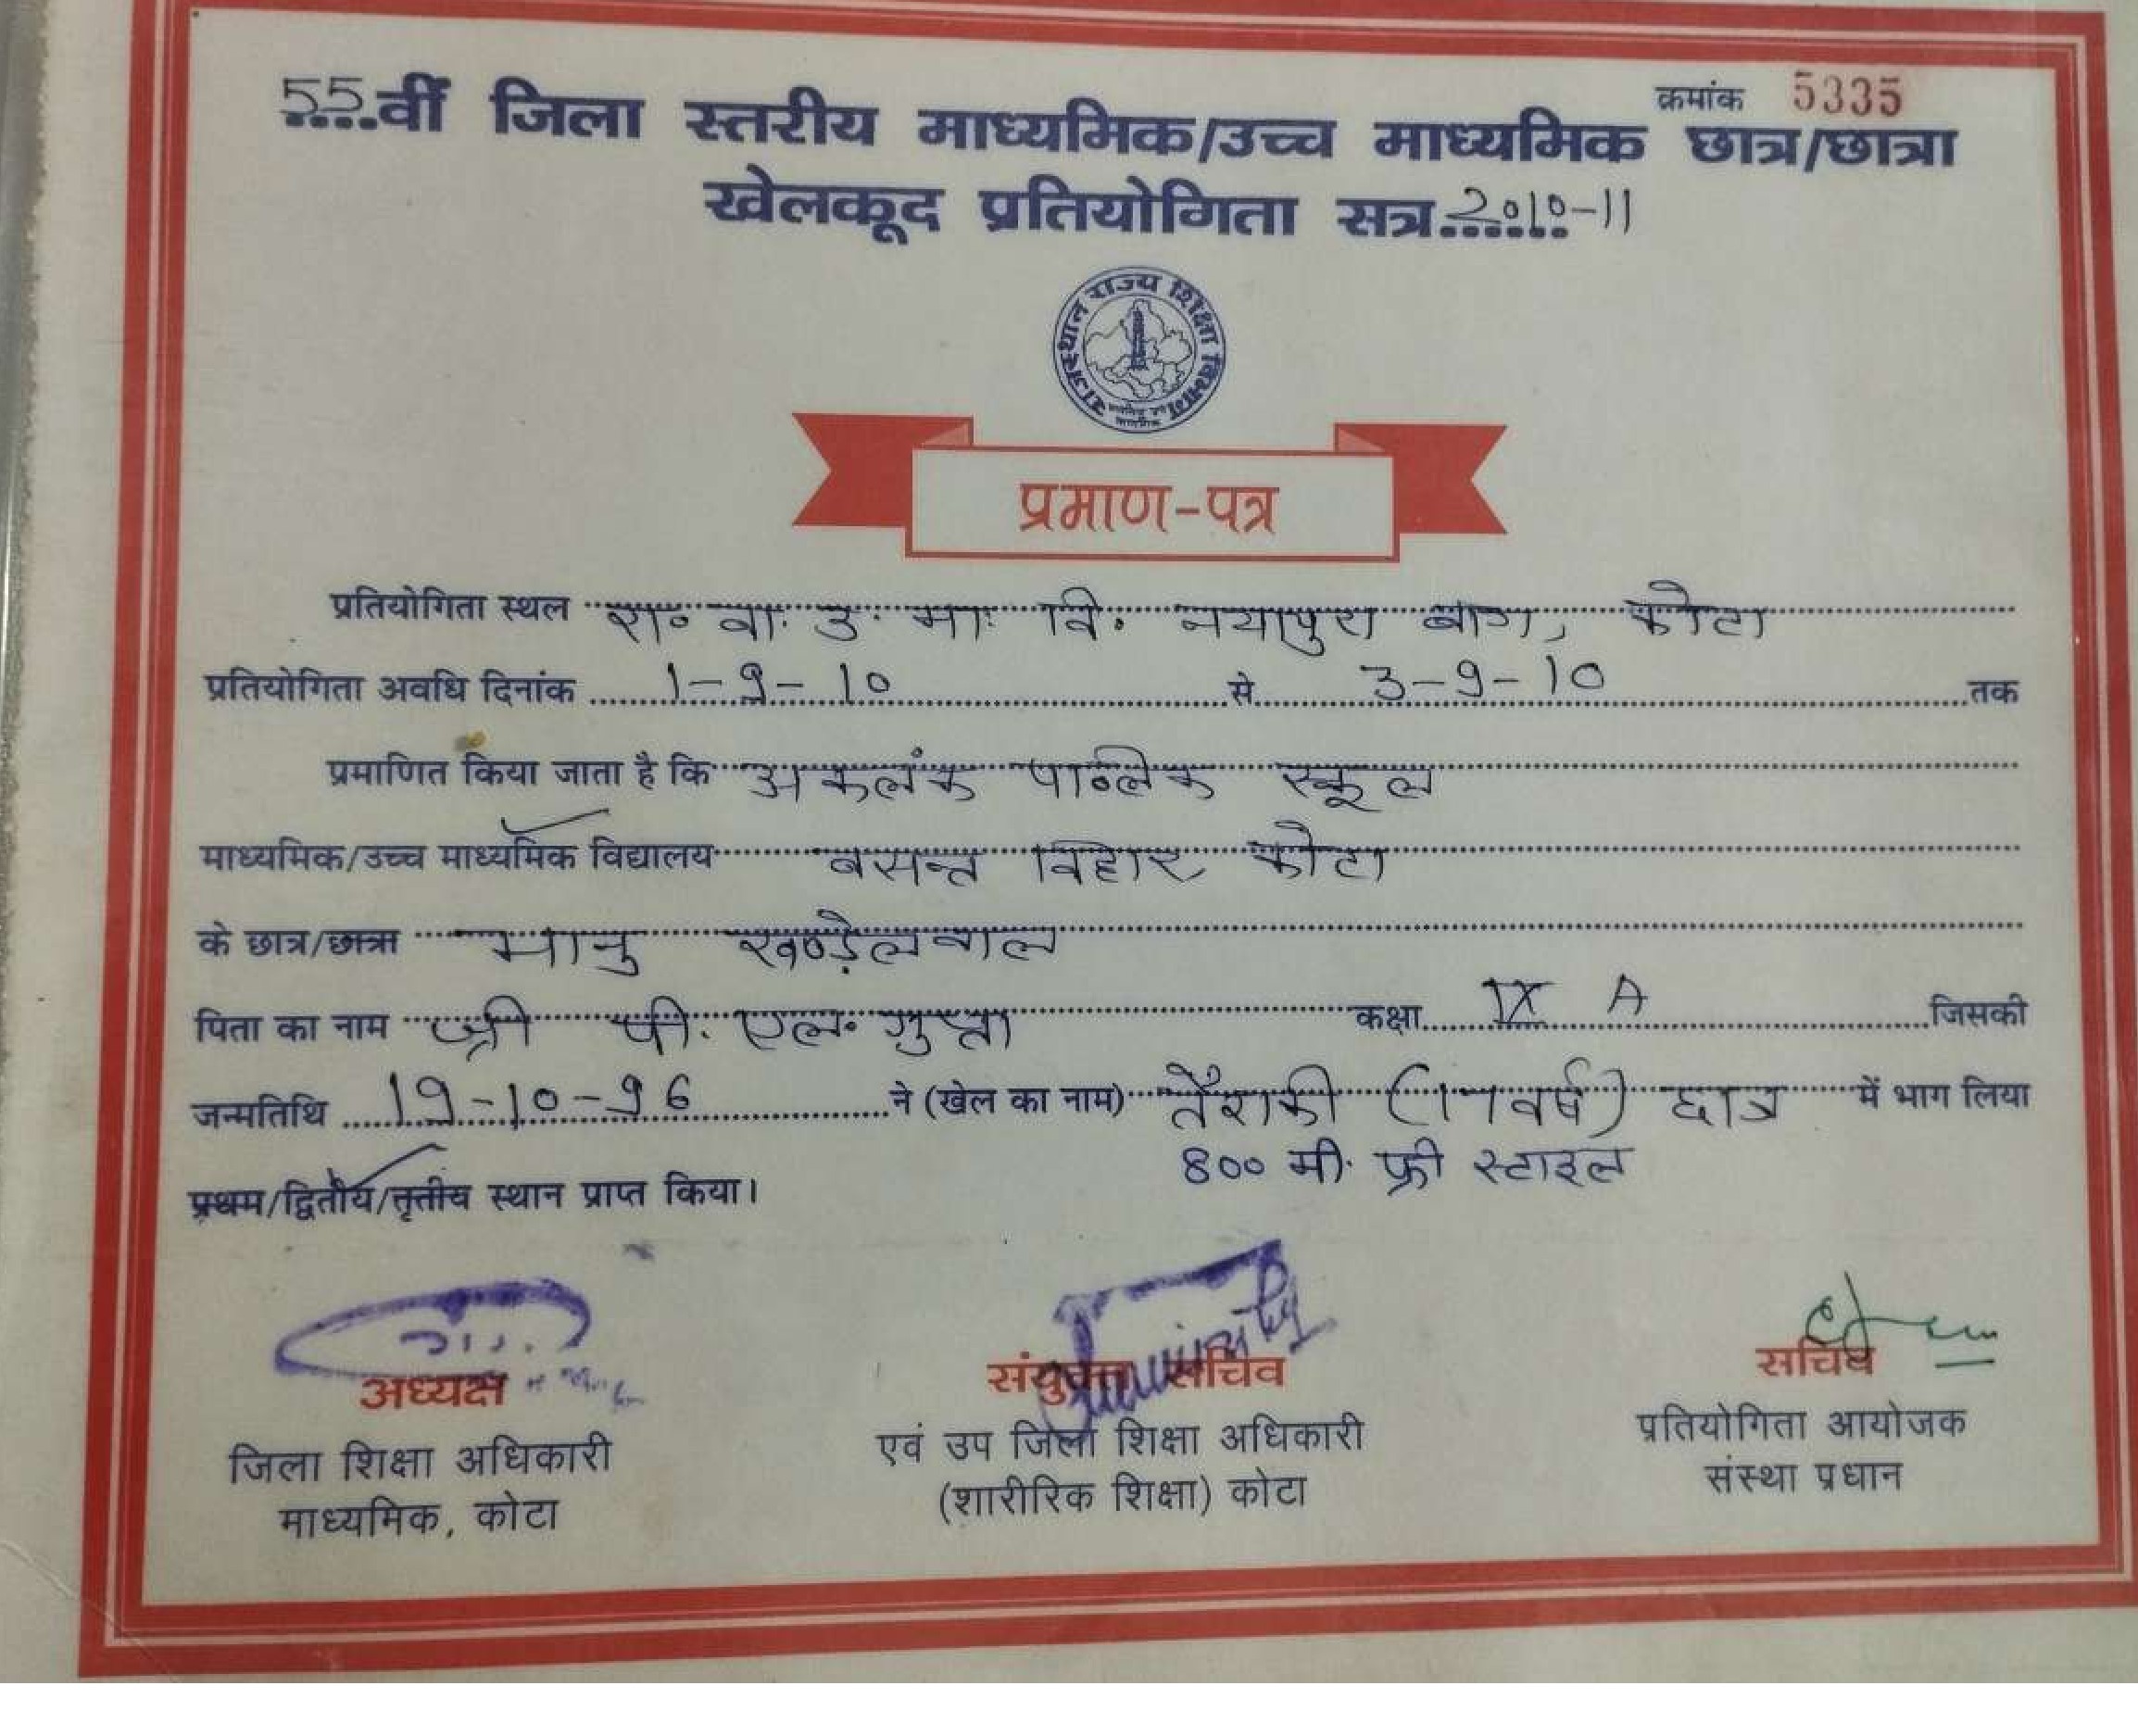 क्रमांक 5335
55वीं जिला स्तरीय माध्यमिक/उच्च माध्यमिक छात्र/छात्रा
खेलकूद प्रतियोगिता सत्र 2010-11
राजस्थान राज्य शिक्षा विभाग
प्रमाण-पत्र
प्रतियोगिता स्थल रा॰ बा. उ. मा. वि. नयापुरा बाग, कोटा
प्रतियोगिता अवधि दिनांक 1-9-10 से 3-9-10 तक
प्रमाणित किया जाता है कि अकलंक पब्लिक स्कूल
माध्यमिक/उच्च माध्यमिक विद्यालय बसन्त विहार, कोटा
के छात्र/छात्रा भानु खण्डेलवाल
पिता का नाम श्री पी. एल॰ गुप्ता कक्षा IX A जिसकी
जन्मतिथि 19-10-96 ने (खेल का नाम) तैराकी (17 वर्ष) छात्र में भाग लिया
800 मी. फ्री स्टाइल
प्रथम/द्वितीय/तृतीय स्थान प्राप्त किया।
अध्यक्ष
जिला शिक्षा अधिकारी
माध्यमिक, कोटा
संयुक्त सचिव
एवं उप जिला शिक्षा अधिकारी
(शारीरिक शिक्षा) कोटा
सचिव
प्रतियोगिता आयोजक
संस्था प्रधान